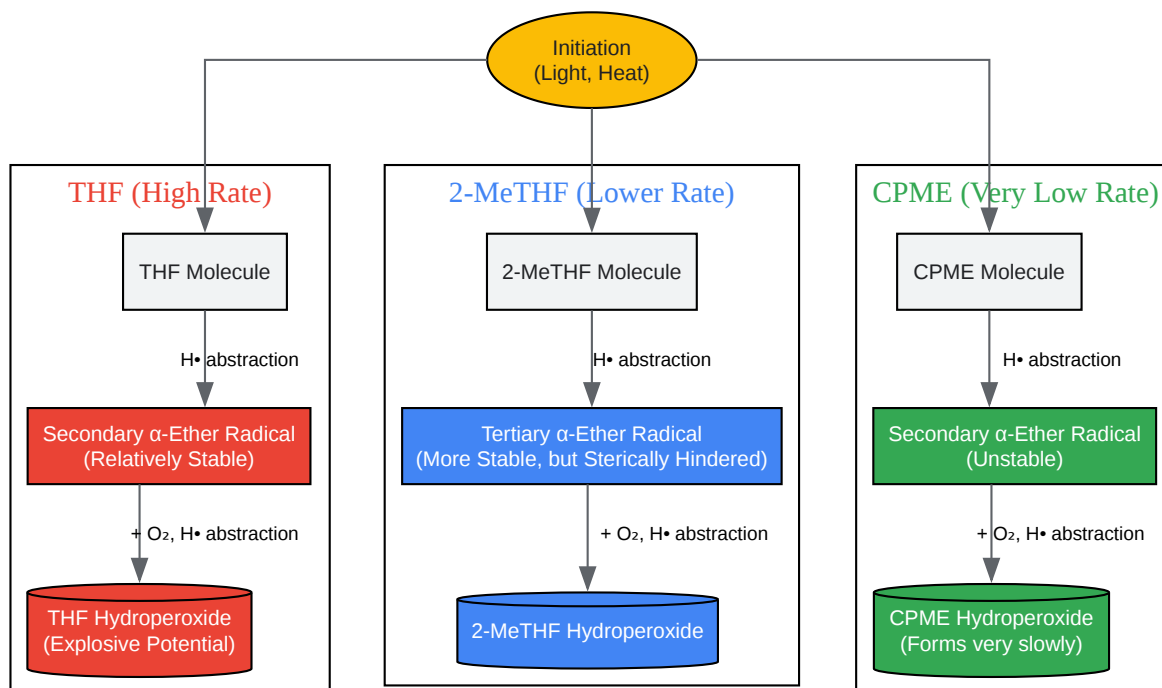 Initiation
(Light, Heat)
THF (High Rate)
THF Molecule
H• abstraction
Secondary α-Ether Radical
(Relatively Stable)
+ O₂, H• abstraction
THF Hydroperoxide
(Explosive Potential)
2-MeTHF (Lower Rate)
2-MeTHF Molecule
H• abstraction
Tertiary α-Ether Radical
(More Stable, but Sterically Hindered)
+ O₂, H• abstraction
2-MeTHF Hydroperoxide
CPME (Very Low Rate)
CPME Molecule
H• abstraction
Secondary α-Ether Radical
(Unstable)
+ O₂, H• abstraction
CPME Hydroperoxide
(Forms very slowly)